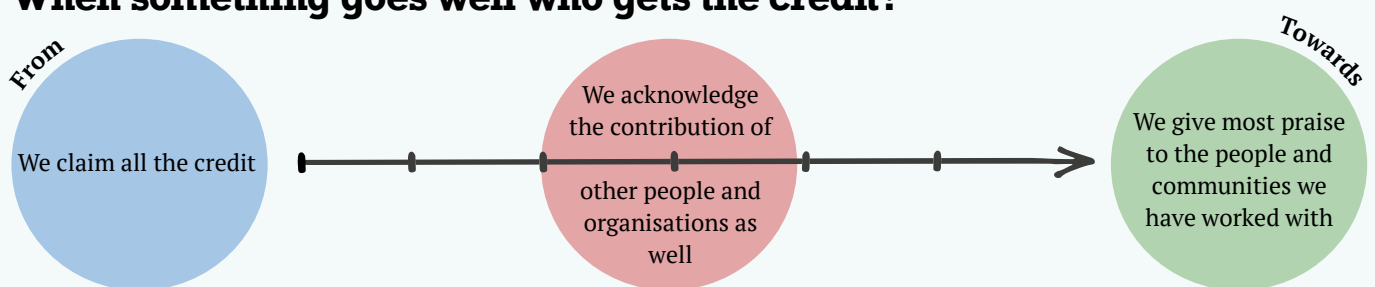 When something goes well who gets the credit?
From
Towards
We claim all the credit
We acknowledge
the contribution of
other people and
organisations as
well
We give most praise
to the people and
communities we
have worked with